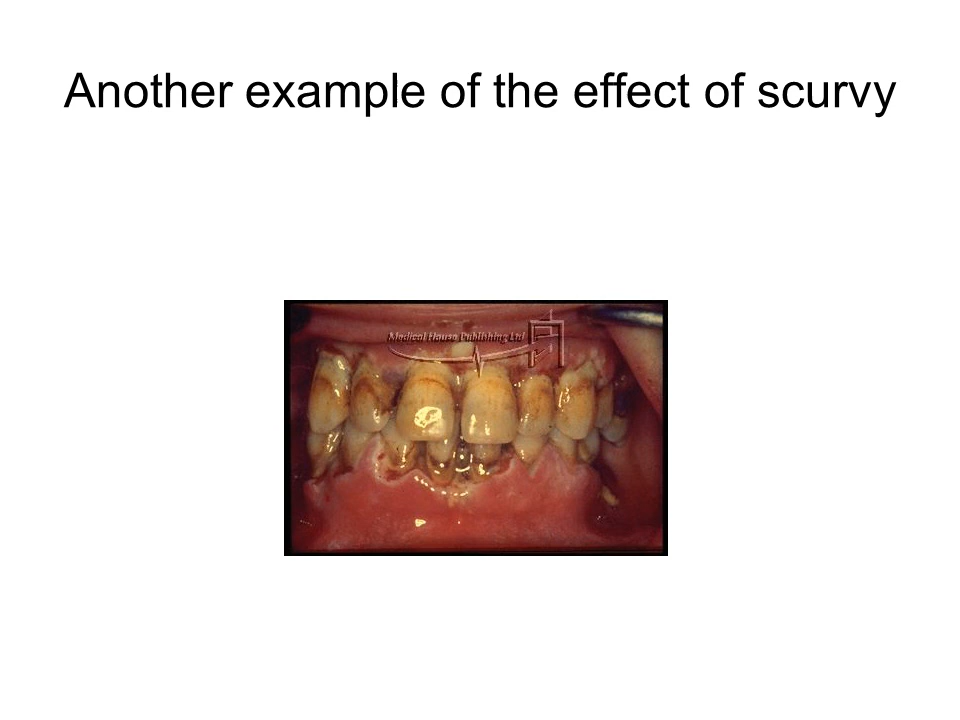 Another example of the effect of scurvy
Medical House Publishing Ltd